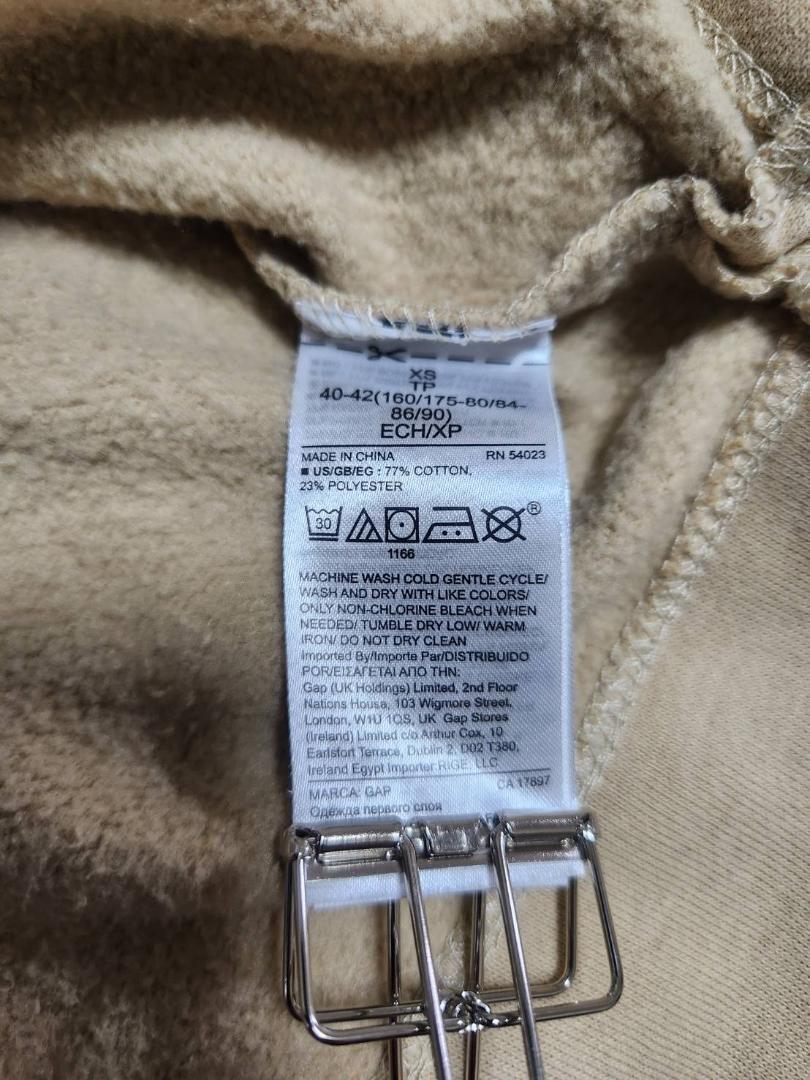 XS
TP
40-42(160/175-80/84-
86/90)
ECH/XP
MADE IN CHINA RN 54023
■ US/GB/EG : 77% COTTON,
23% POLYESTER
30 ®
1166
MACHINE WASH COLD GENTLE CYCLE/
WASH AND DRY WITH LIKE COLORS/
ONLY NON-CHLORINE BLEACH WHEN
NEEDED/ TUMBLE DRY LOW/ WARM
IRON/ DO NOT DRY CLEAN
Imported By/Importe Par/DISTRIBUIDO
POR/ΕΙΣΑΓΕΤΑΙ ΑΠΟ ΤΗΝ:
Gap (UK Holdings) Limited, 2nd Floor
Nations House, 103 Wigmore Street,
London, W1U 1QS, UK Gap Stores
(Ireland) Limited c/o Arthur Cox, 10
Earlsfort Terrace, Dublin 2, D02 T380,
Ireland Egypt Importer:RIGE, LLC
MARCA: GAP CA 17897
Одежда первого слоя